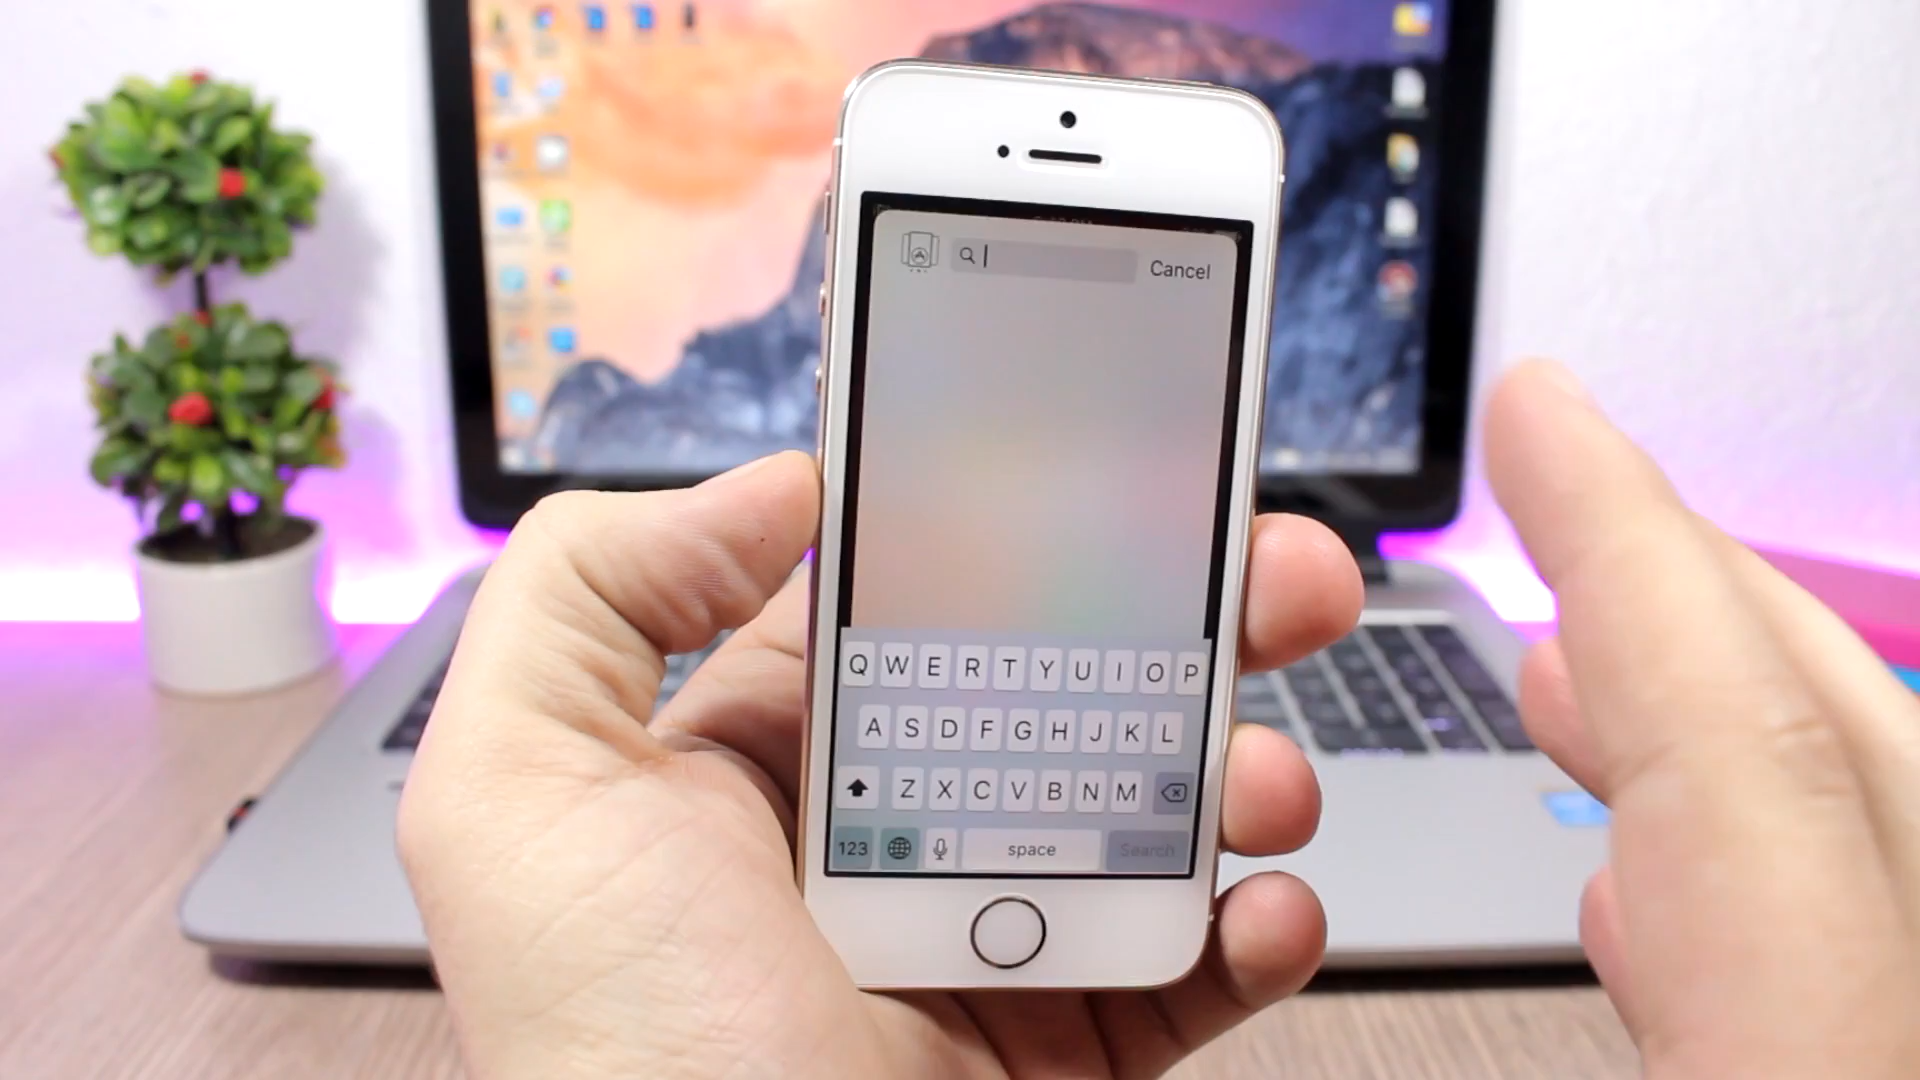 Cancel
Q W E R T Y U I O P
A S D F G H J K L
Z X C V B N M
123 space Search